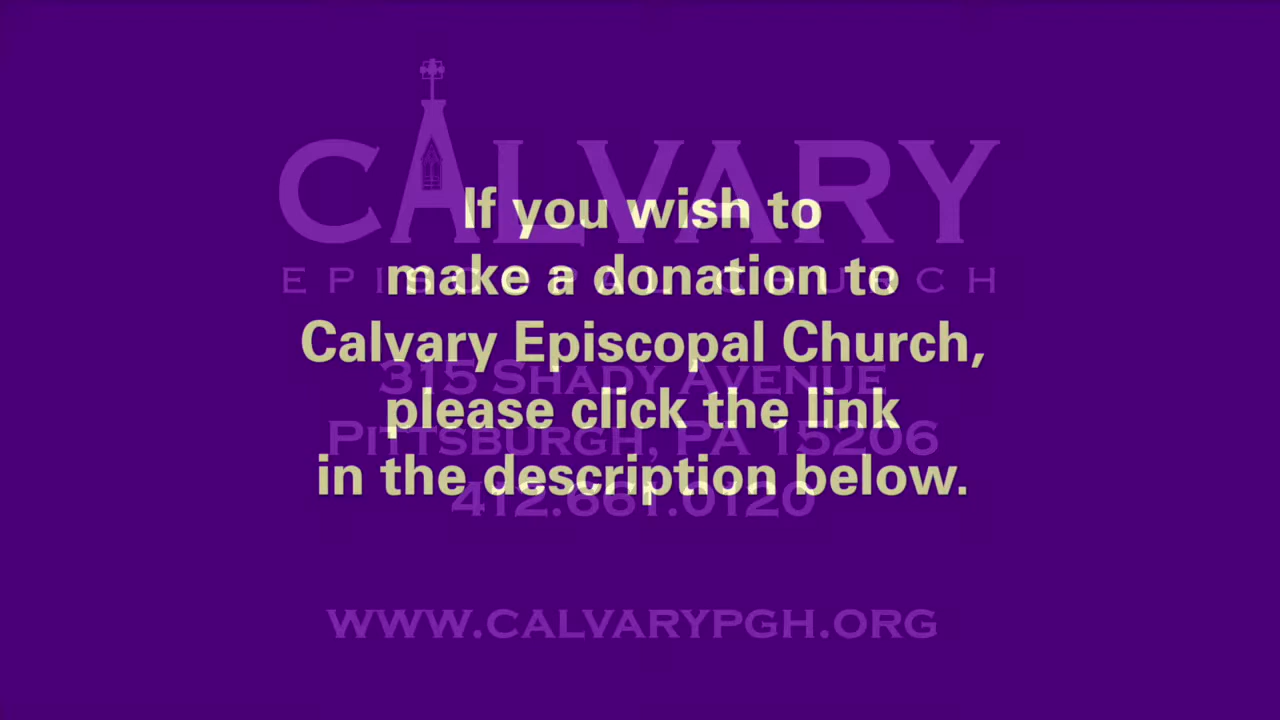 CALVARY
EPISCOPAL CHURCH
If you wish to
make a donation to
Calvary Episcopal Church,
please click the link
in the description below.
315 Shady Avenue
Pittsburgh, PA 15206
412.661.0120
www.calvarypgh.org